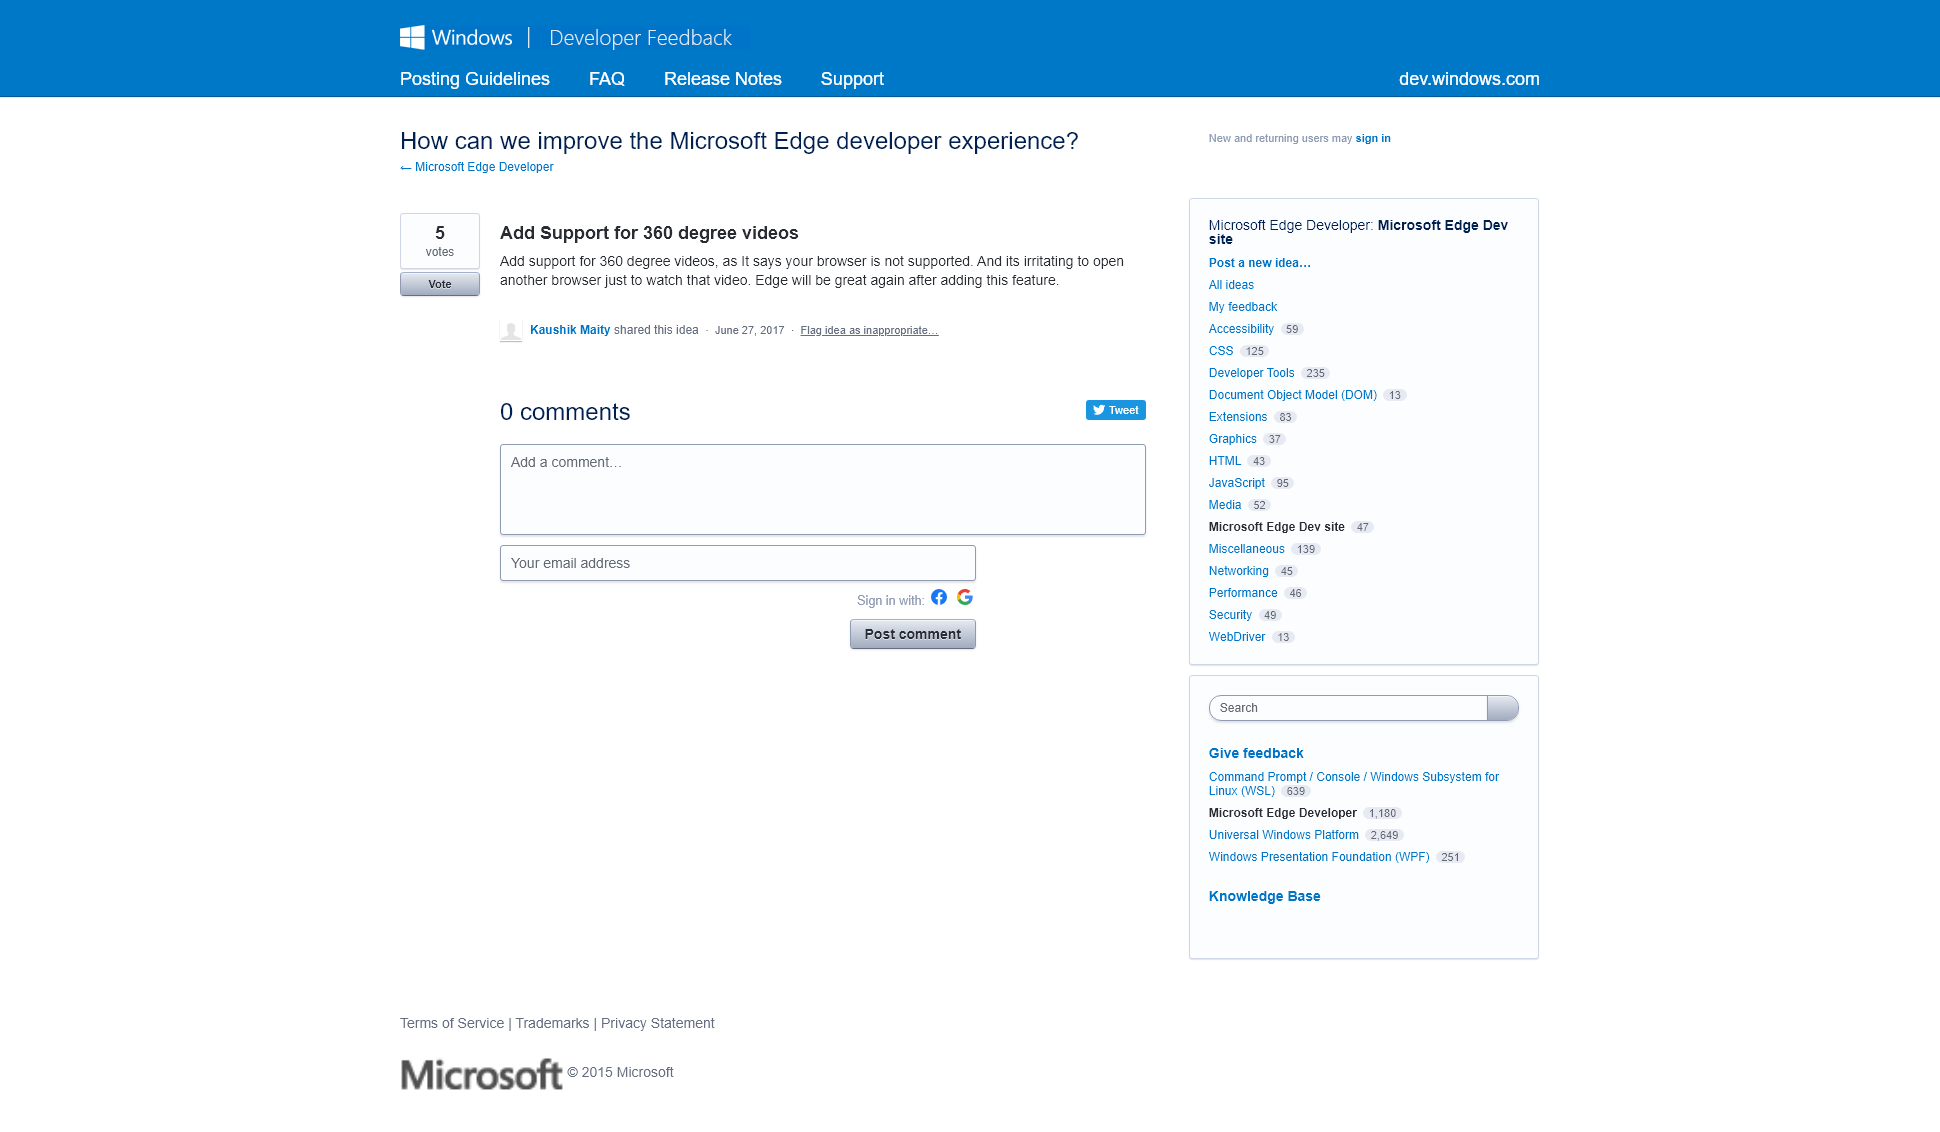 Windows | Developer Feedback
Posting Guidelines FAQ Release Notes Support dev.windows.com
How can we improve the Microsoft Edge developer experience?
← Microsoft Edge Developer
New and returning users may sign in
5
votes
Vote
Add Support for 360 degree videos
Add support for 360 degree videos, as It says your browser is not supported. And its irritating to open
another browser just to watch that video. Edge will be great again after adding this feature.
Kaushik Maity shared this idea · June 27, 2017 · Flag idea as inappropriate…
0 comments
Tweet
Add a comment…
Your email address
Sign in with:
Post comment
Microsoft Edge Developer: Microsoft Edge Dev
site
Post a new idea…
All ideas
My feedback
Accessibility 59
CSS 125
Developer Tools 235
Document Object Model (DOM) 13
Extensions 83
Graphics 37
HTML 43
JavaScript 95
Media 52
Microsoft Edge Dev site 47
Miscellaneous 139
Networking 45
Performance 46
Security 49
WebDriver 13
Search
Give feedback
Command Prompt / Console / Windows Subsystem for
Linux (WSL) 639
Microsoft Edge Developer 1,180
Universal Windows Platform 2,649
Windows Presentation Foundation (WPF) 251
Knowledge Base
Terms of Service | Trademarks | Privacy Statement
Microsoft © 2015 Microsoft